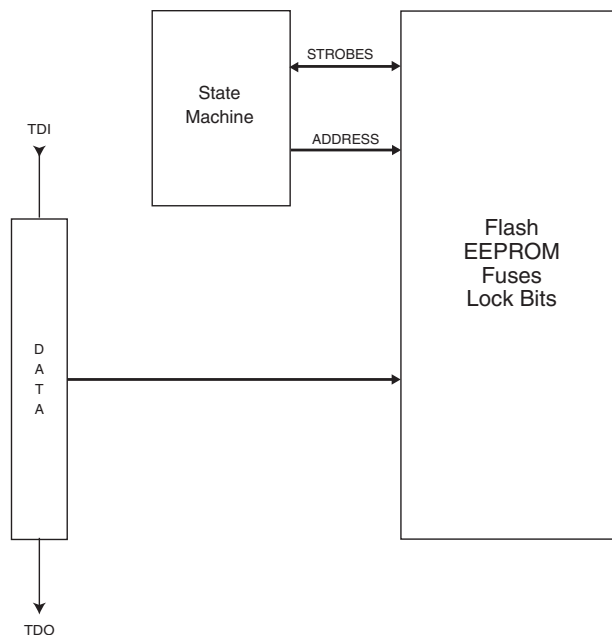 STROBES
State
Machine
ADDRESS
TDI
Flash
EEPROM
Fuses
Lock Bits
D
A
T
A
TDO